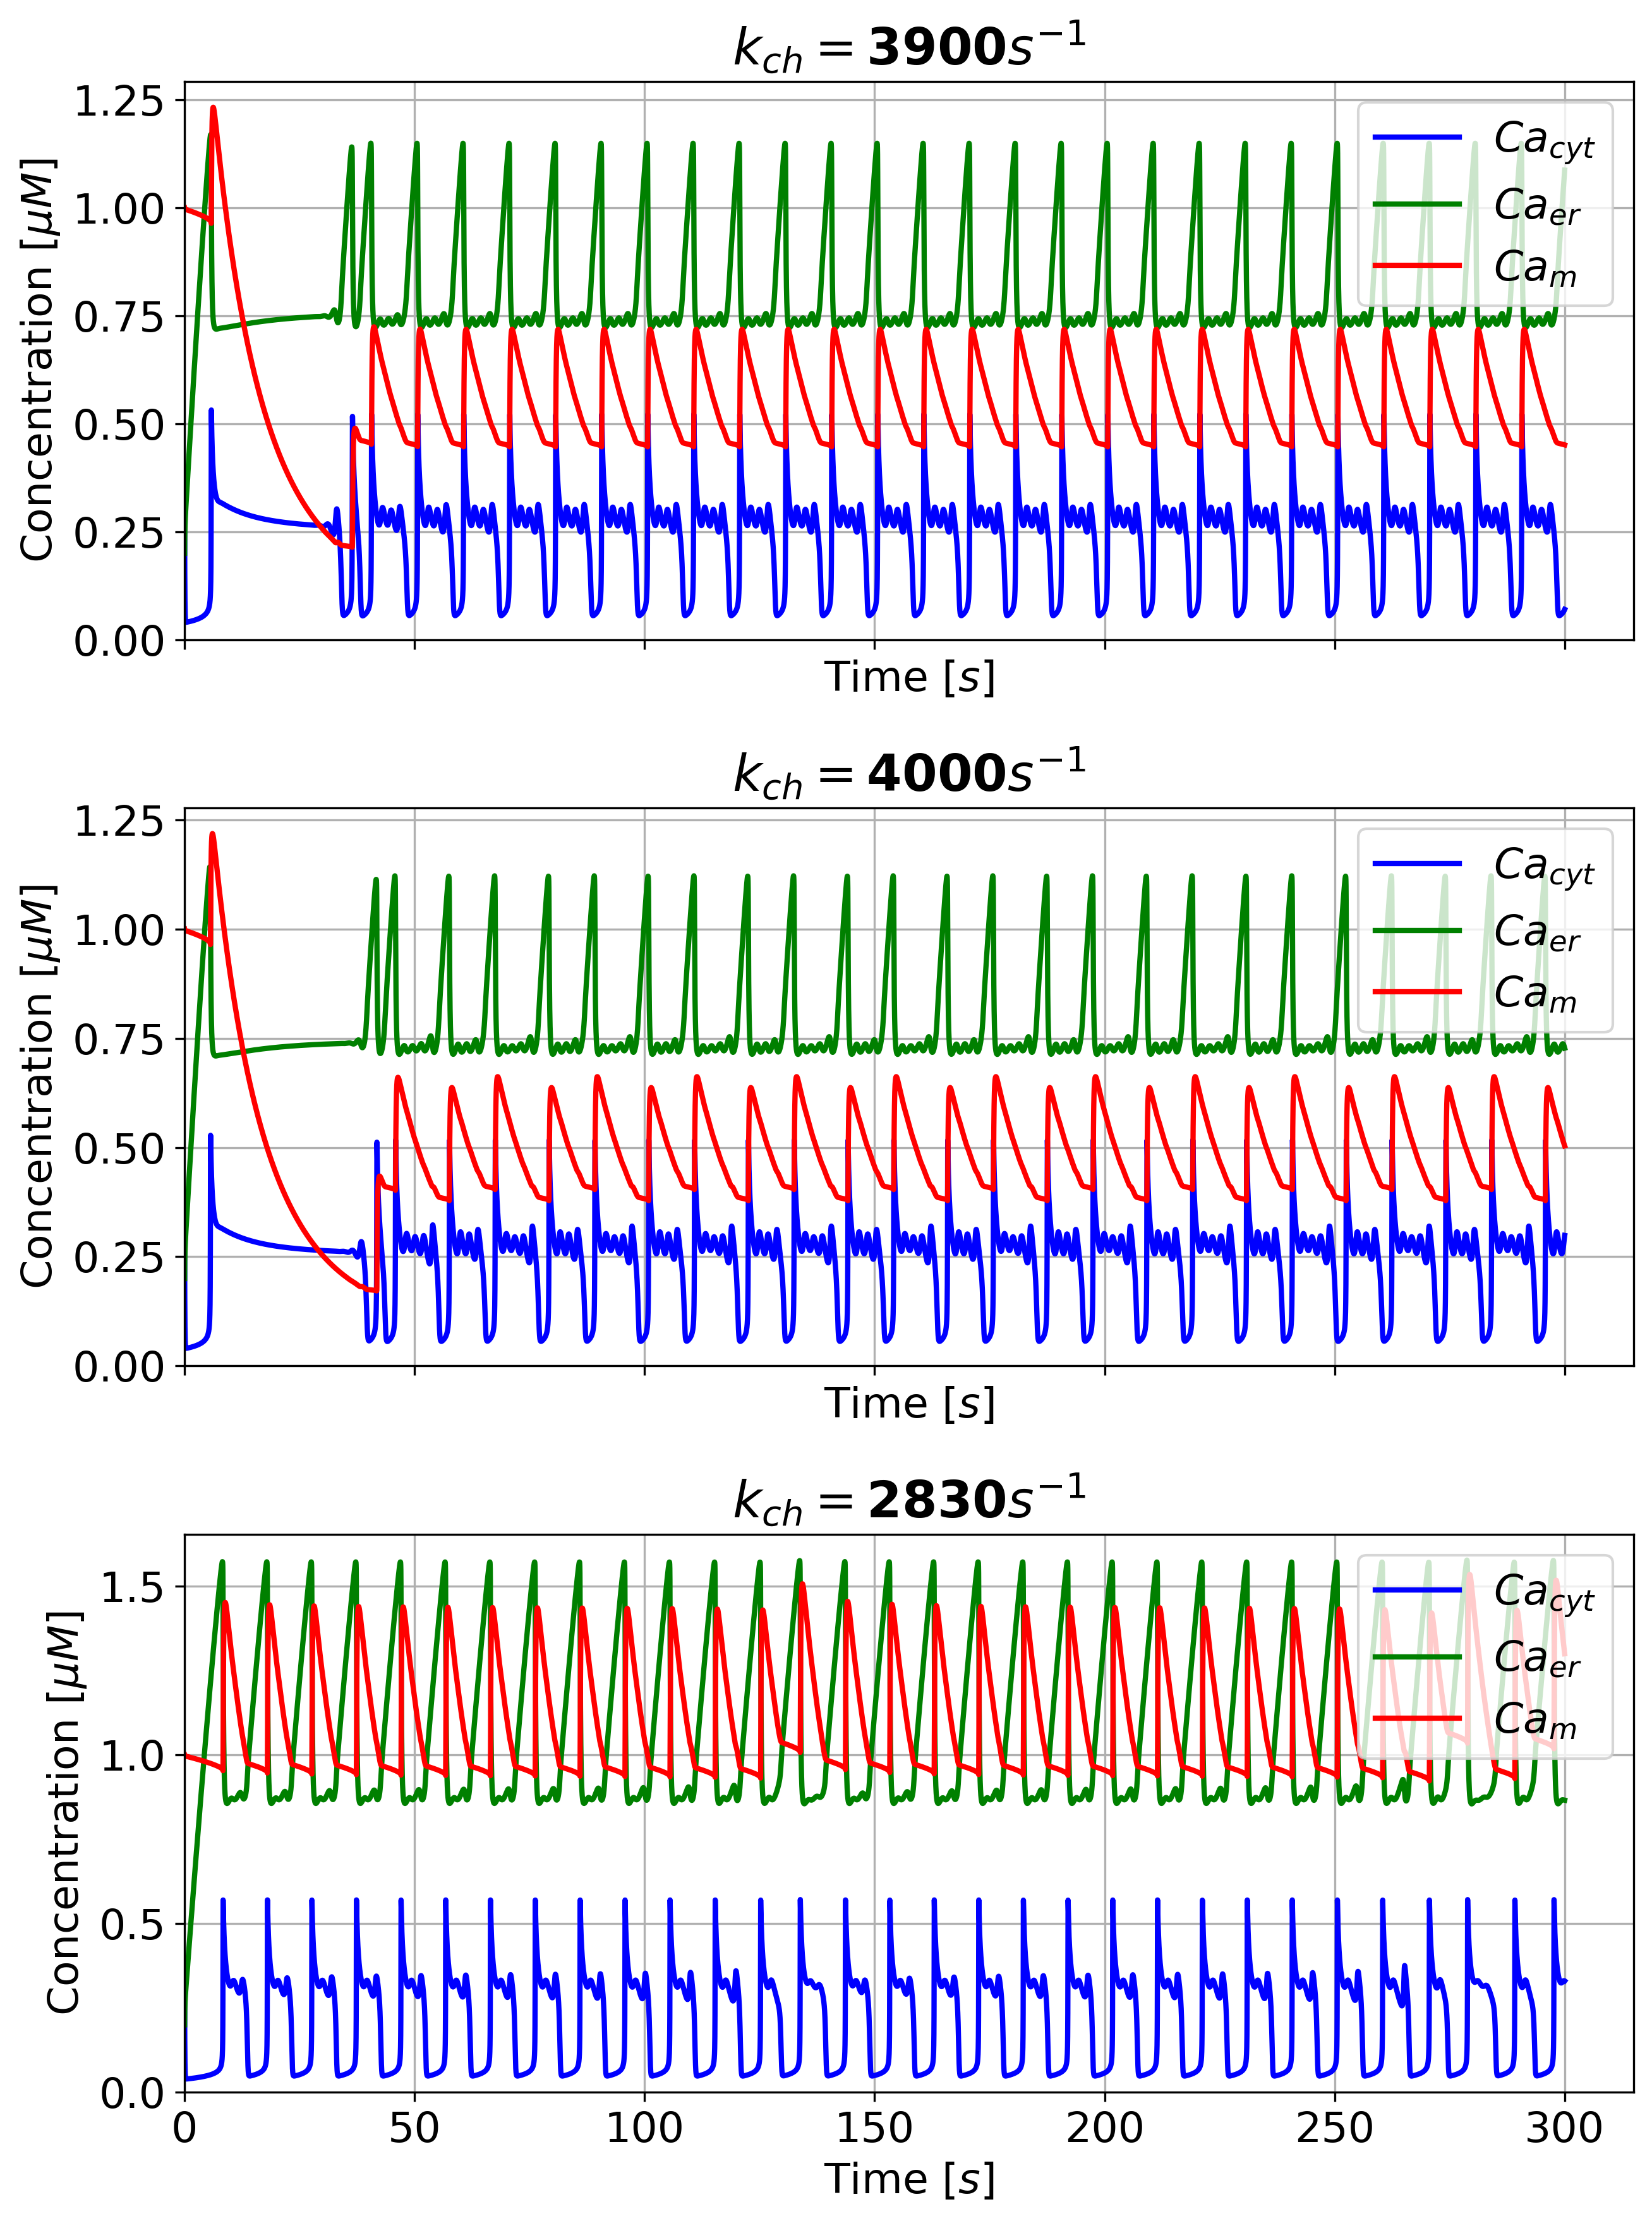 k_ch = 3900s⁻¹
1.25
1.00
0.75
0.50
0.25
0.00
Concentration [μM]
Ca_cyt
Ca_er
Ca_m
Time [s]
k_ch = 4000s⁻¹
1.25
1.00
0.75
0.50
0.25
0.00
Concentration [μM]
Ca_cyt
Ca_er
Ca_m
Time [s]
k_ch = 2830s⁻¹
1.5
1.0
0.5
0.0
Concentration [μM]
Ca_cyt
Ca_er
Ca_m
0 50 100 150 200 250 300
Time [s]